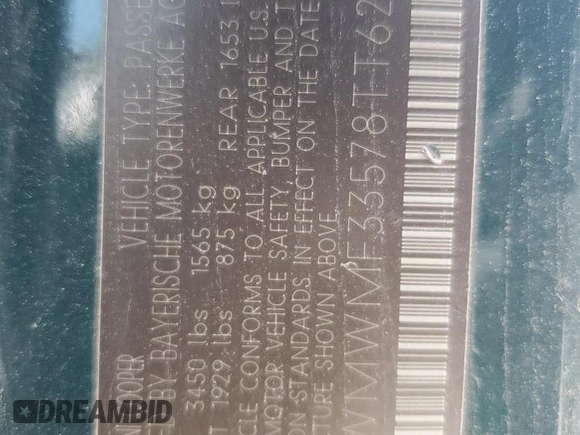 OOPER VEHICLE TYPE: PASSE
BY: BAYERISCHE MOTORENWERKE AG
3450 lbs 1565 kg
T 1929 lbs 875 kg REAR 1653 l
CLE CONFORMS TO ALL APPLICABLE U.S.
MOTOR VEHICLE SAFETY, BUMPER AND T
ON STANDARDS IN EFFECT ON THE DATE
TURE SHOWN ABOVE
WMWMF33578TT62
DREAMBID